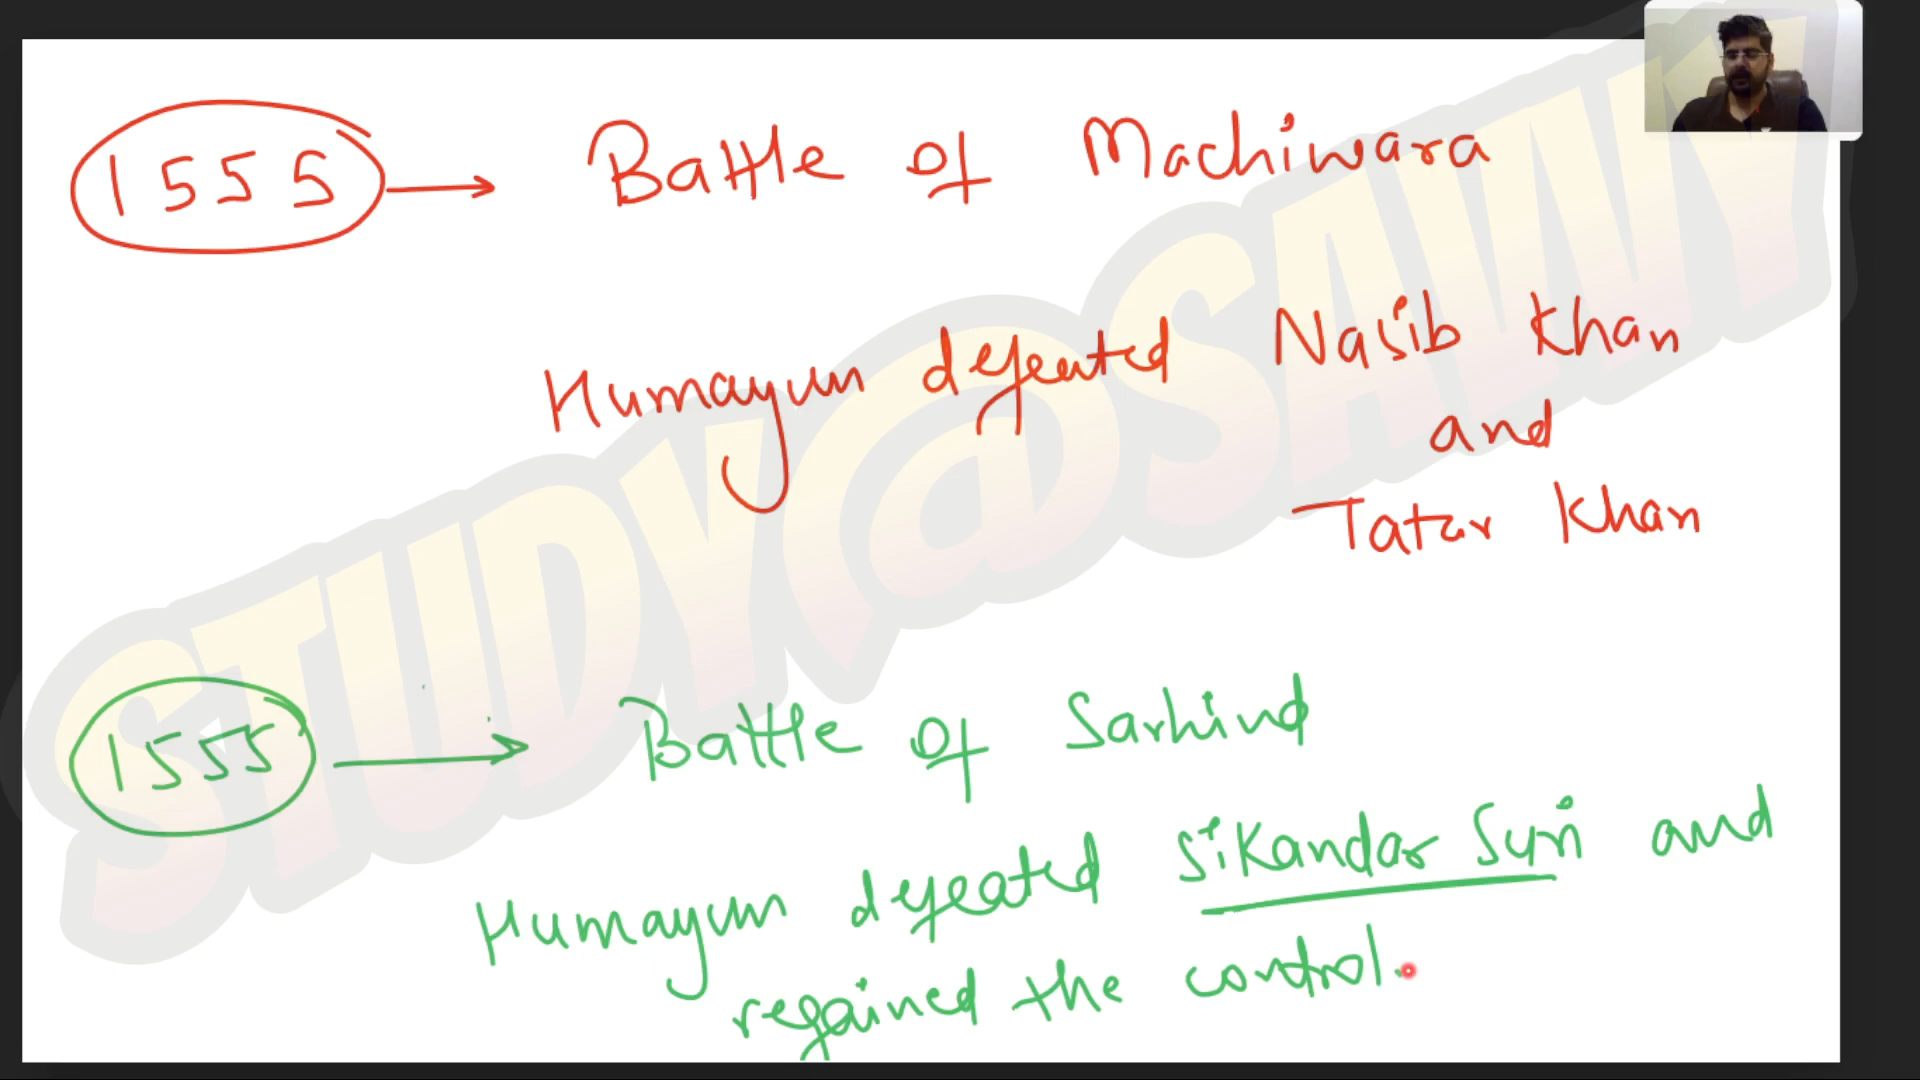 1555 → Battle of Machiwara
Humayun defeated Nasib Khan
and
Tatar Khan
1555 → Battle of Sarhind
Humayun defeated Sikandar Suri and
regained the control.
STUDY@SAVVY